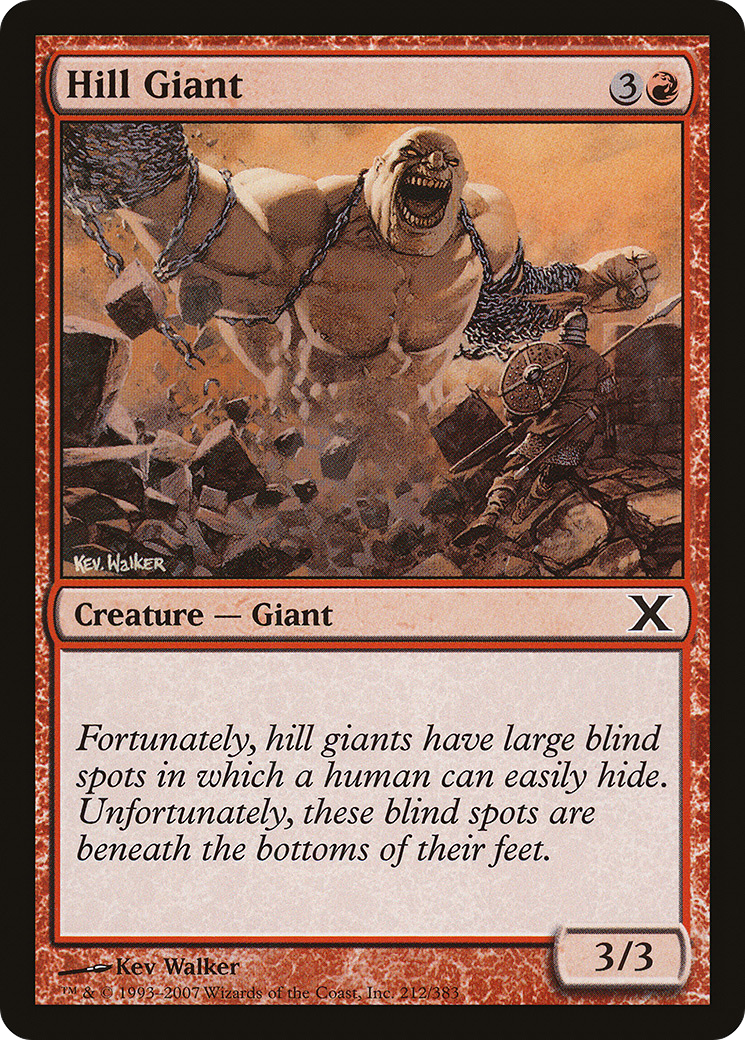 Hill Giant
3
KEV. WALKER
Creature — Giant
X
Fortunately, hill giants have large blind
spots in which a human can easily hide.
Unfortunately, these blind spots are
beneath the bottoms of their feet.
3/3
Kev Walker
™ & © 1993–2007 Wizards of the Coast, Inc. 212/383